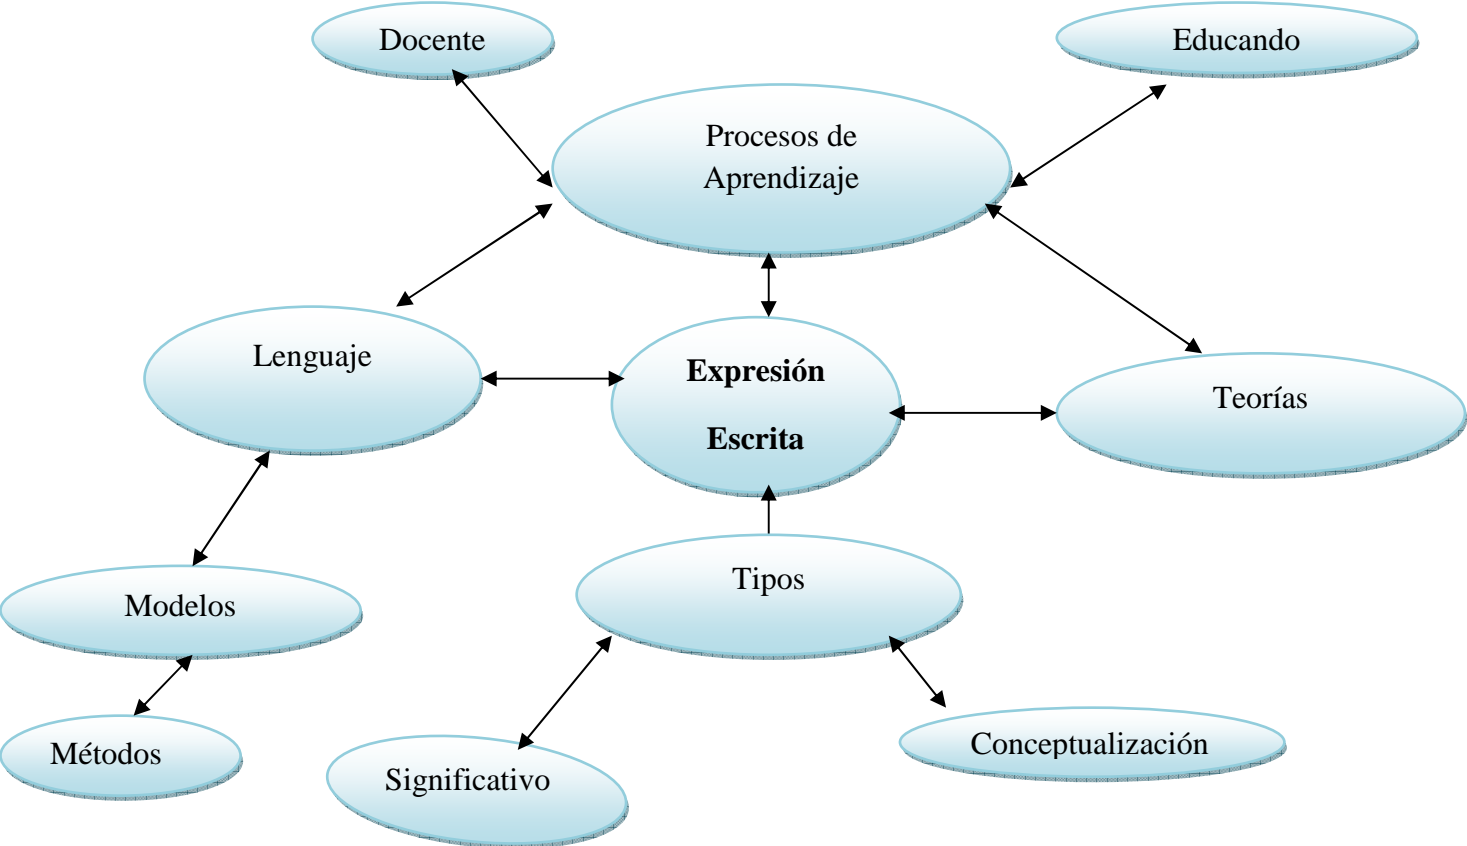 Docente
Educando
Procesos de
Aprendizaje
Lenguaje
Expresión
Escrita
Teorías
Tipos
Modelos
Métodos
Significativo
Conceptualización